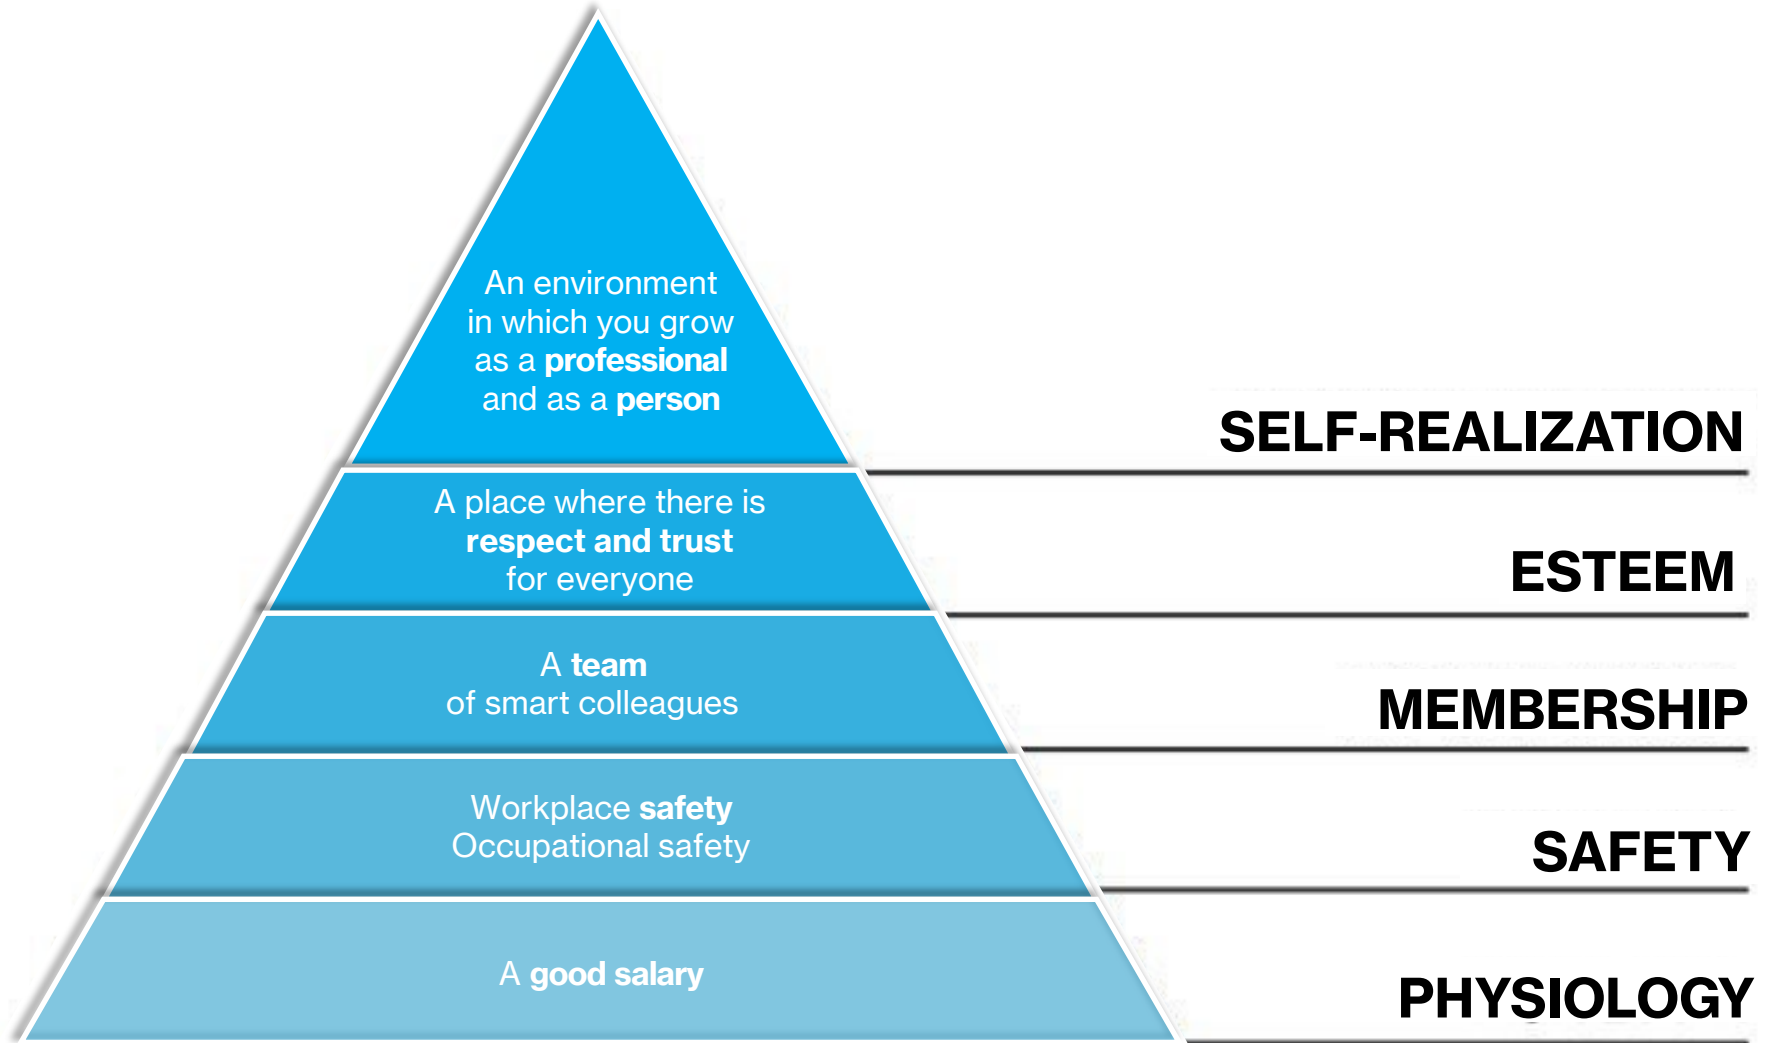 An environment
in which you grow
as a professional
and as a person
SELF-REALIZATION
A place where there is
respect and trust
for everyone
ESTEEM
A team
of smart colleagues
MEMBERSHIP
Workplace safety
Occupational safety
SAFETY
A good salary
PHYSIOLOGY